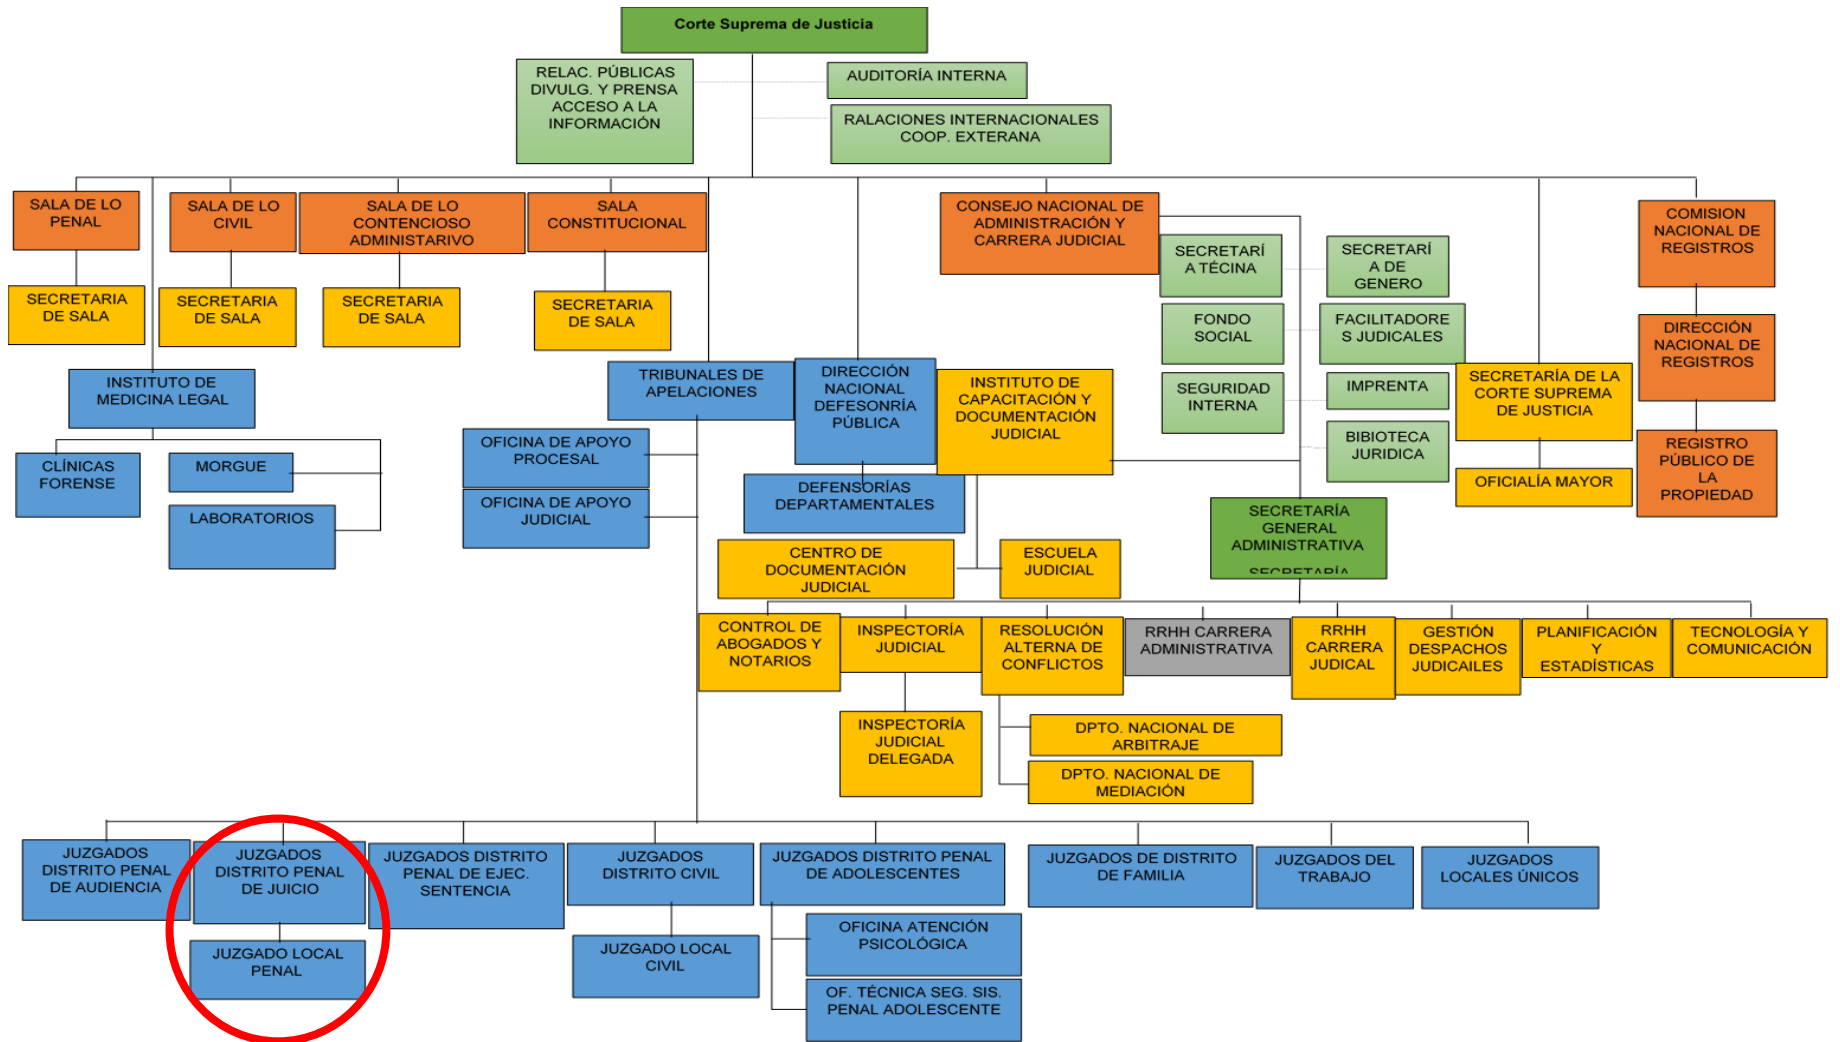 Corte Suprema de Justicia
RELAC. PÚBLICAS
DIVULG. Y PRENSA
ACCESO A LA
INFORMACIÓN
AUDITORÍA INTERNA
RALACIONES INTERNACIONALES
COOP. EXTERANA
SALA DE LO
PENAL
SALA DE LO
CIVIL
SALA DE LO
CONTENCIOSO
ADMINISTARIVO
SALA
CONSTITUCIONAL
CONSEJO NACIONAL DE
ADMINISTRACIÓN Y
CARRERA JUDICIAL
COMISION
NACIONAL DE
REGISTROS
SECRETARÍ
A TÉCINA
SECRETARÍ
A DE
GENERO
SECRETARIA
DE SALA
SECRETARIA
DE SALA
SECRETARIA
DE SALA
SECRETARIA
DE SALA
FONDO
SOCIAL
FACILITADORE
S JUDICALES
DIRECCIÓN
NACIONAL DE
REGISTROS
INSTITUTO DE
MEDICINA LEGAL
TRIBUNALES DE
APELACIONES
DIRECCIÓN
NACIONAL
DEFESONRÍA
PÚBLICA
INSTITUTO DE
CAPACITACIÓN Y
DOCUMENTACIÓN
JUDICIAL
SEGURIDAD
INTERNA
IMPRENTA
SECRETARÍA DE LA
CORTE SUPREMA
DE JUSTICIA
BIBIOTECA
JURIDICA
REGISTRO
PÚBLICO DE
LA
PROPIEDAD
CLÍNICAS
FORENSE
MORGUE
OFICINA DE APOYO
PROCESAL
DEFENSORÍAS
DEPARTAMENTALES
OFICIALÍA MAYOR
LABORATORIOS
OFICINA DE APOYO
JUDICIAL
SECRETARÍA
GENERAL
ADMINISTRATIVA
SECRETARÍA
CENTRO DE
DOCUMENTACIÓN
JUDICIAL
ESCUELA
JUDICIAL
CONTROL DE
ABOGADOS Y
NOTARIOS
INSPECTORÍA
JUDICIAL
RESOLUCIÓN
ALTERNA DE
CONFLICTOS
RRHH CARRERA
ADMINISTRATIVA
RRHH
CARRERA
JUDICAL
GESTIÓN
DESPACHOS
JUDICAILES
PLANIFICACIÓN
Y
ESTADÍSTICAS
TECNOLOGÍA Y
COMUNICACIÓN
INSPECTORÍA
JUDICIAL
DELEGADA
DPTO. NACIONAL DE
ARBITRAJE
DPTO. NACIONAL DE
MEDIACIÓN
JUZGADOS
DISTRITO PENAL
DE AUDIENCIA
JUZGADOS
DISTRITO PENAL
DE JUICIO
JUZGADOS DISTRITO
PENAL DE EJEC.
SENTENCIA
JUZGADOS
DISTRITO CIVIL
JUZGADOS DISTRITO PENAL
DE ADOLESCENTES
JUZGADOS DE DISTRITO
DE FAMILIA
JUZGADOS DEL
TRABAJO
JUZGADOS
LOCALES ÚNICOS
JUZGADO LOCAL
PENAL
JUZGADO LOCAL
CIVIL
OFICINA ATENCIÓN
PSICOLÓGICA
OF. TÉCNICA SEG. SIS.
PENAL ADOLESCENTE